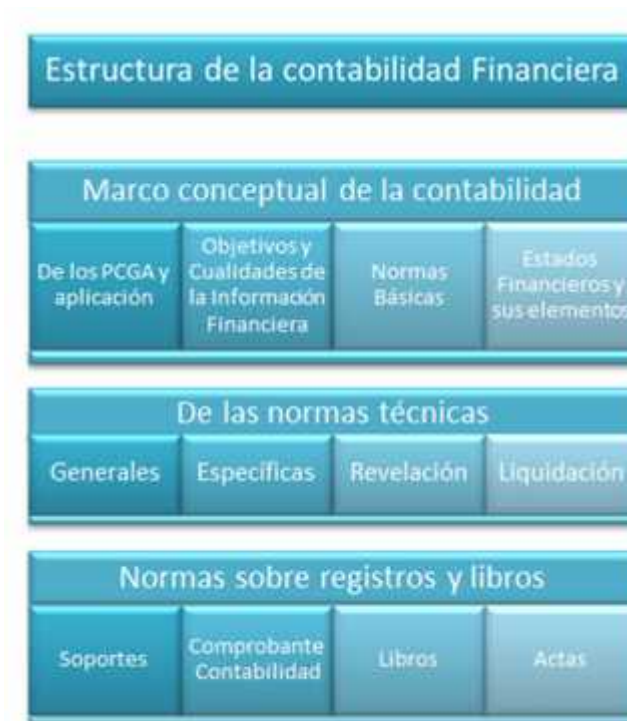 Estructura de la contabilidad Financiera
Marco conceptual de la contabilidad
De los PCGA y
aplicación
Objetivos y
Cualidades de
la Información
Financiera
Normas
Básicas
Estados
Financieros y
sus elementos
De las normas técnicas
Generales
Específicas
Revelación
Liquidación
Normas sobre registros y libros
Soportes
Comprobante
Contabilidad
Libros
Actas